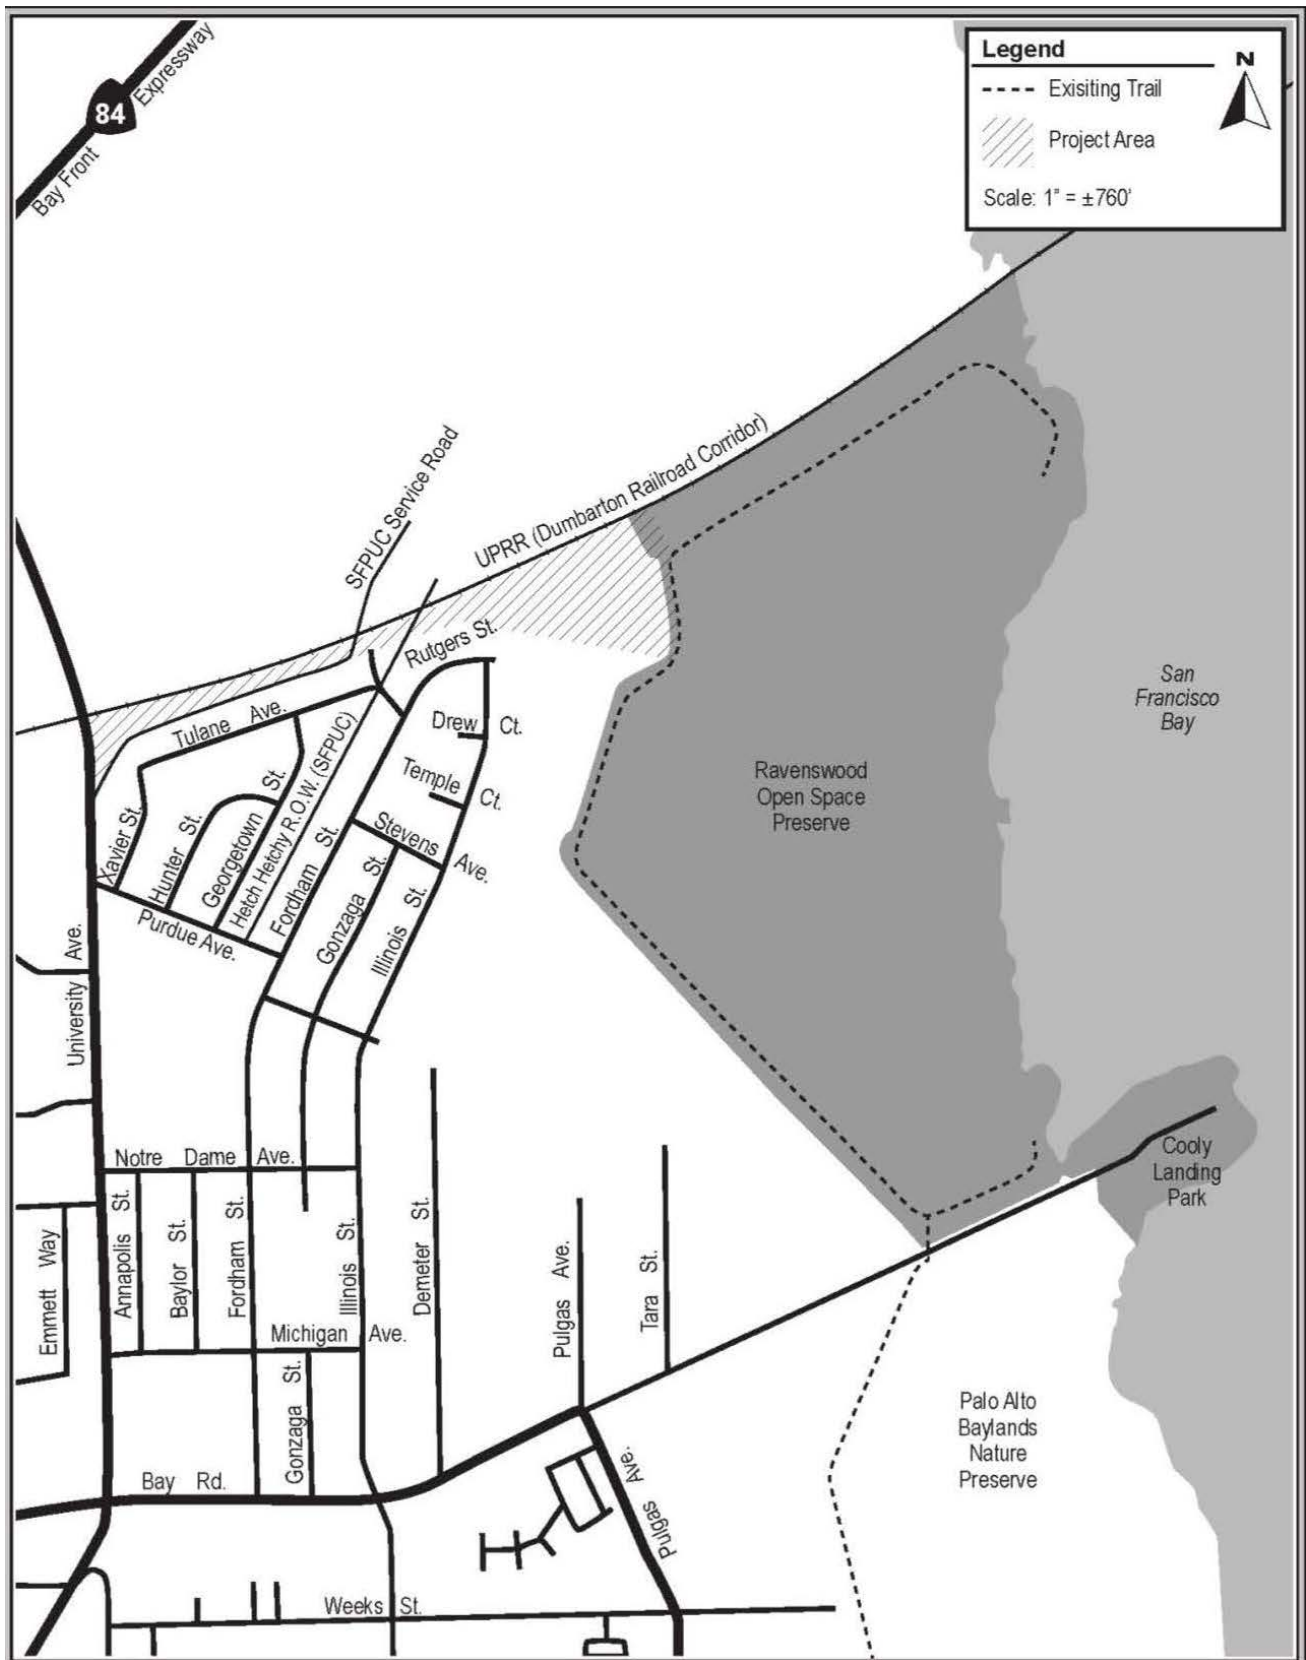 Legend
N
Exisiting Trail
Project Area
Scale: 1" = ±760'
84
Expressway
Bay Front
SFPUC Service Road
UPRR (Dumbarton Railroad Corridor)
Rutgers St.
Tulane Ave.
Drew Ct.
Temple Ct.
Stevens Ave.
Xavier St.
Hunter St.
Georgetown St.
Hetch Hetchy R.O.W. (SFPUC)
Fordham St.
Gonzaga St.
Illinois St.
Purdue Ave.
University Ave.
San
Francisco
Bay
Ravenswood
Open Space
Preserve
Cooly
Landing
Park
Notre Dame Ave.
Emmett Way
Annapolis St.
Baylor St.
Fordham St.
Illinois St.
Demeter St.
Pulgas Ave.
Tara St.
Michigan Ave.
Gonzaga St.
Bay Rd.
Pulgas Ave.
Palo Alto
Baylands
Nature
Preserve
Weeks St.